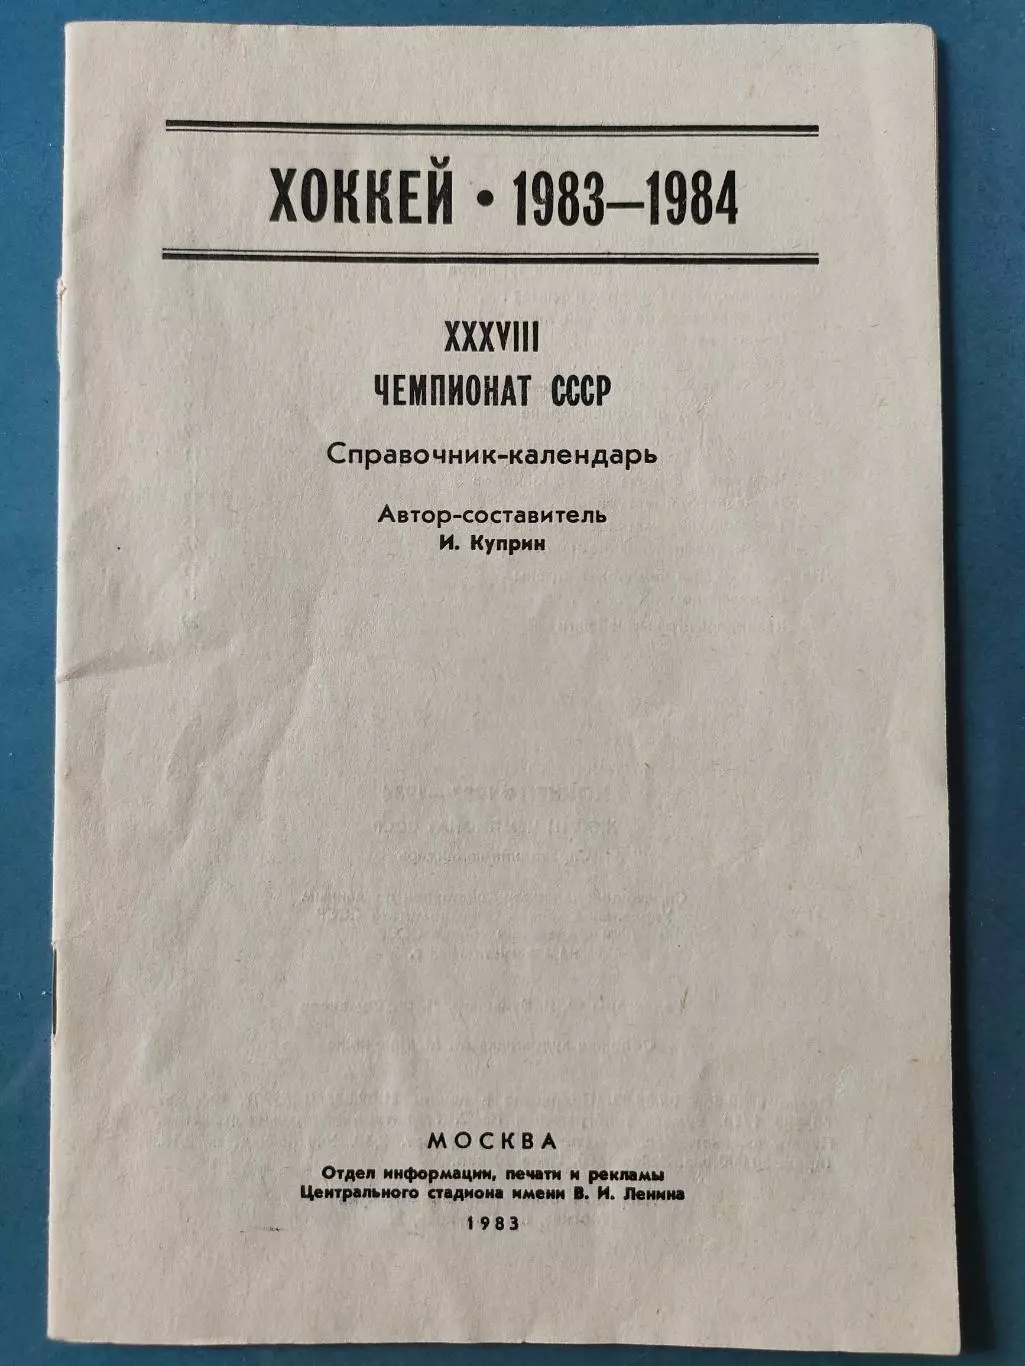 ХОККЕЙ • 1983—1984
XXXVIII
ЧЕМПИОНАТ СССР
Справочник-календарь
Автор-составитель
И. Куприн
МОСКВА
Отдел информации, печати и рекламы
Центрального стадиона имени В. И. Ленина
1983